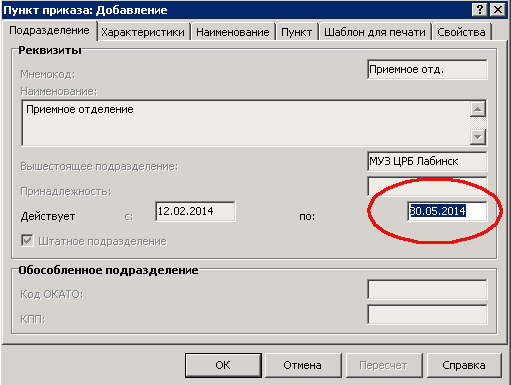 Пункт приказа: Добавление
Подразделение Характеристики Наименование Пункт Шаблон для печати Свойства
Реквизиты
Мнемокод: Приемное отд.
Наименование:
Приемное отделение
Вышестоящее подразделение: МУЗ ЦРБ Лабинск
Принадлежность:
Действует с: 12.02.2014 по: 30.05.2014
Штатное подразделение
Обособленное подразделение
Код ОКАТО:
КПП:
ОК Отмена Пересчет Справка